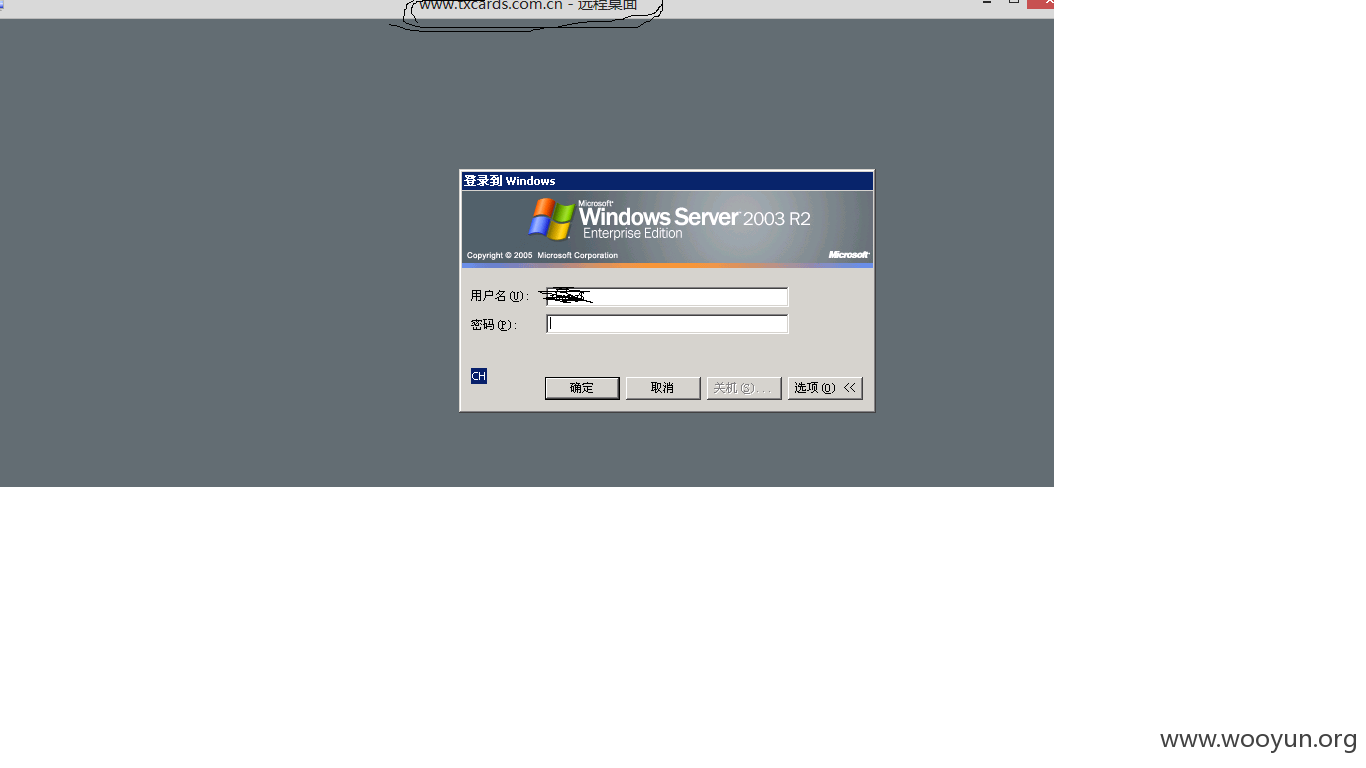 www.txcards.com.cn - 远程桌面
登录到 Windows
Microsoft
Windows Server 2003 R2
Enterprise Edition
Copyright © 2005 Microsoft Corporation
Microsoft
用户名(U):
密码(P):
CH
确定
取消
关机(S)...
选项(O) <<
www.wooyun.org